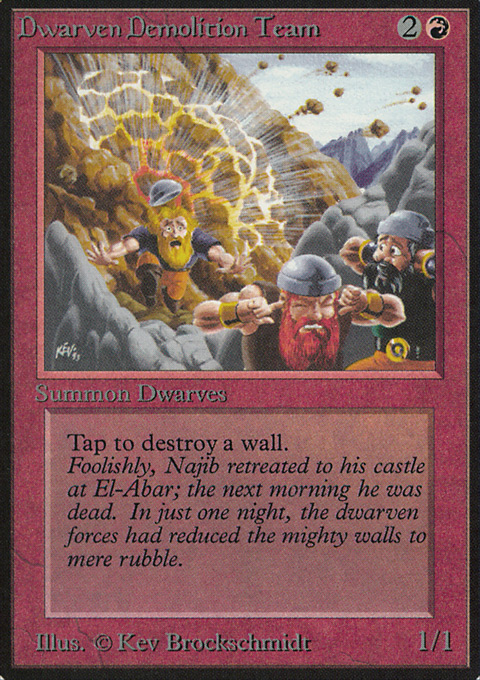 Dwarven Demolition Team 2
KEV 93
Summon Dwarves
Tap to destroy a wall.
Foolishly, Najib retreated to his castle
at El-Abar; the next morning he was
dead. In just one night, the dwarven
forces had reduced the mighty walls to
mere rubble.
Illus. © Kev Brockschmidt 1/1